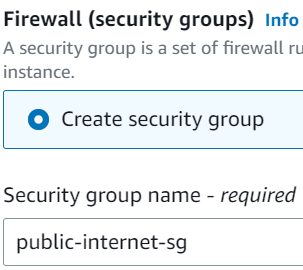 Firewall (security groups) Info
A security group is a set of firewall
instance.
Create security group
Security group name - required
public-internet-sg